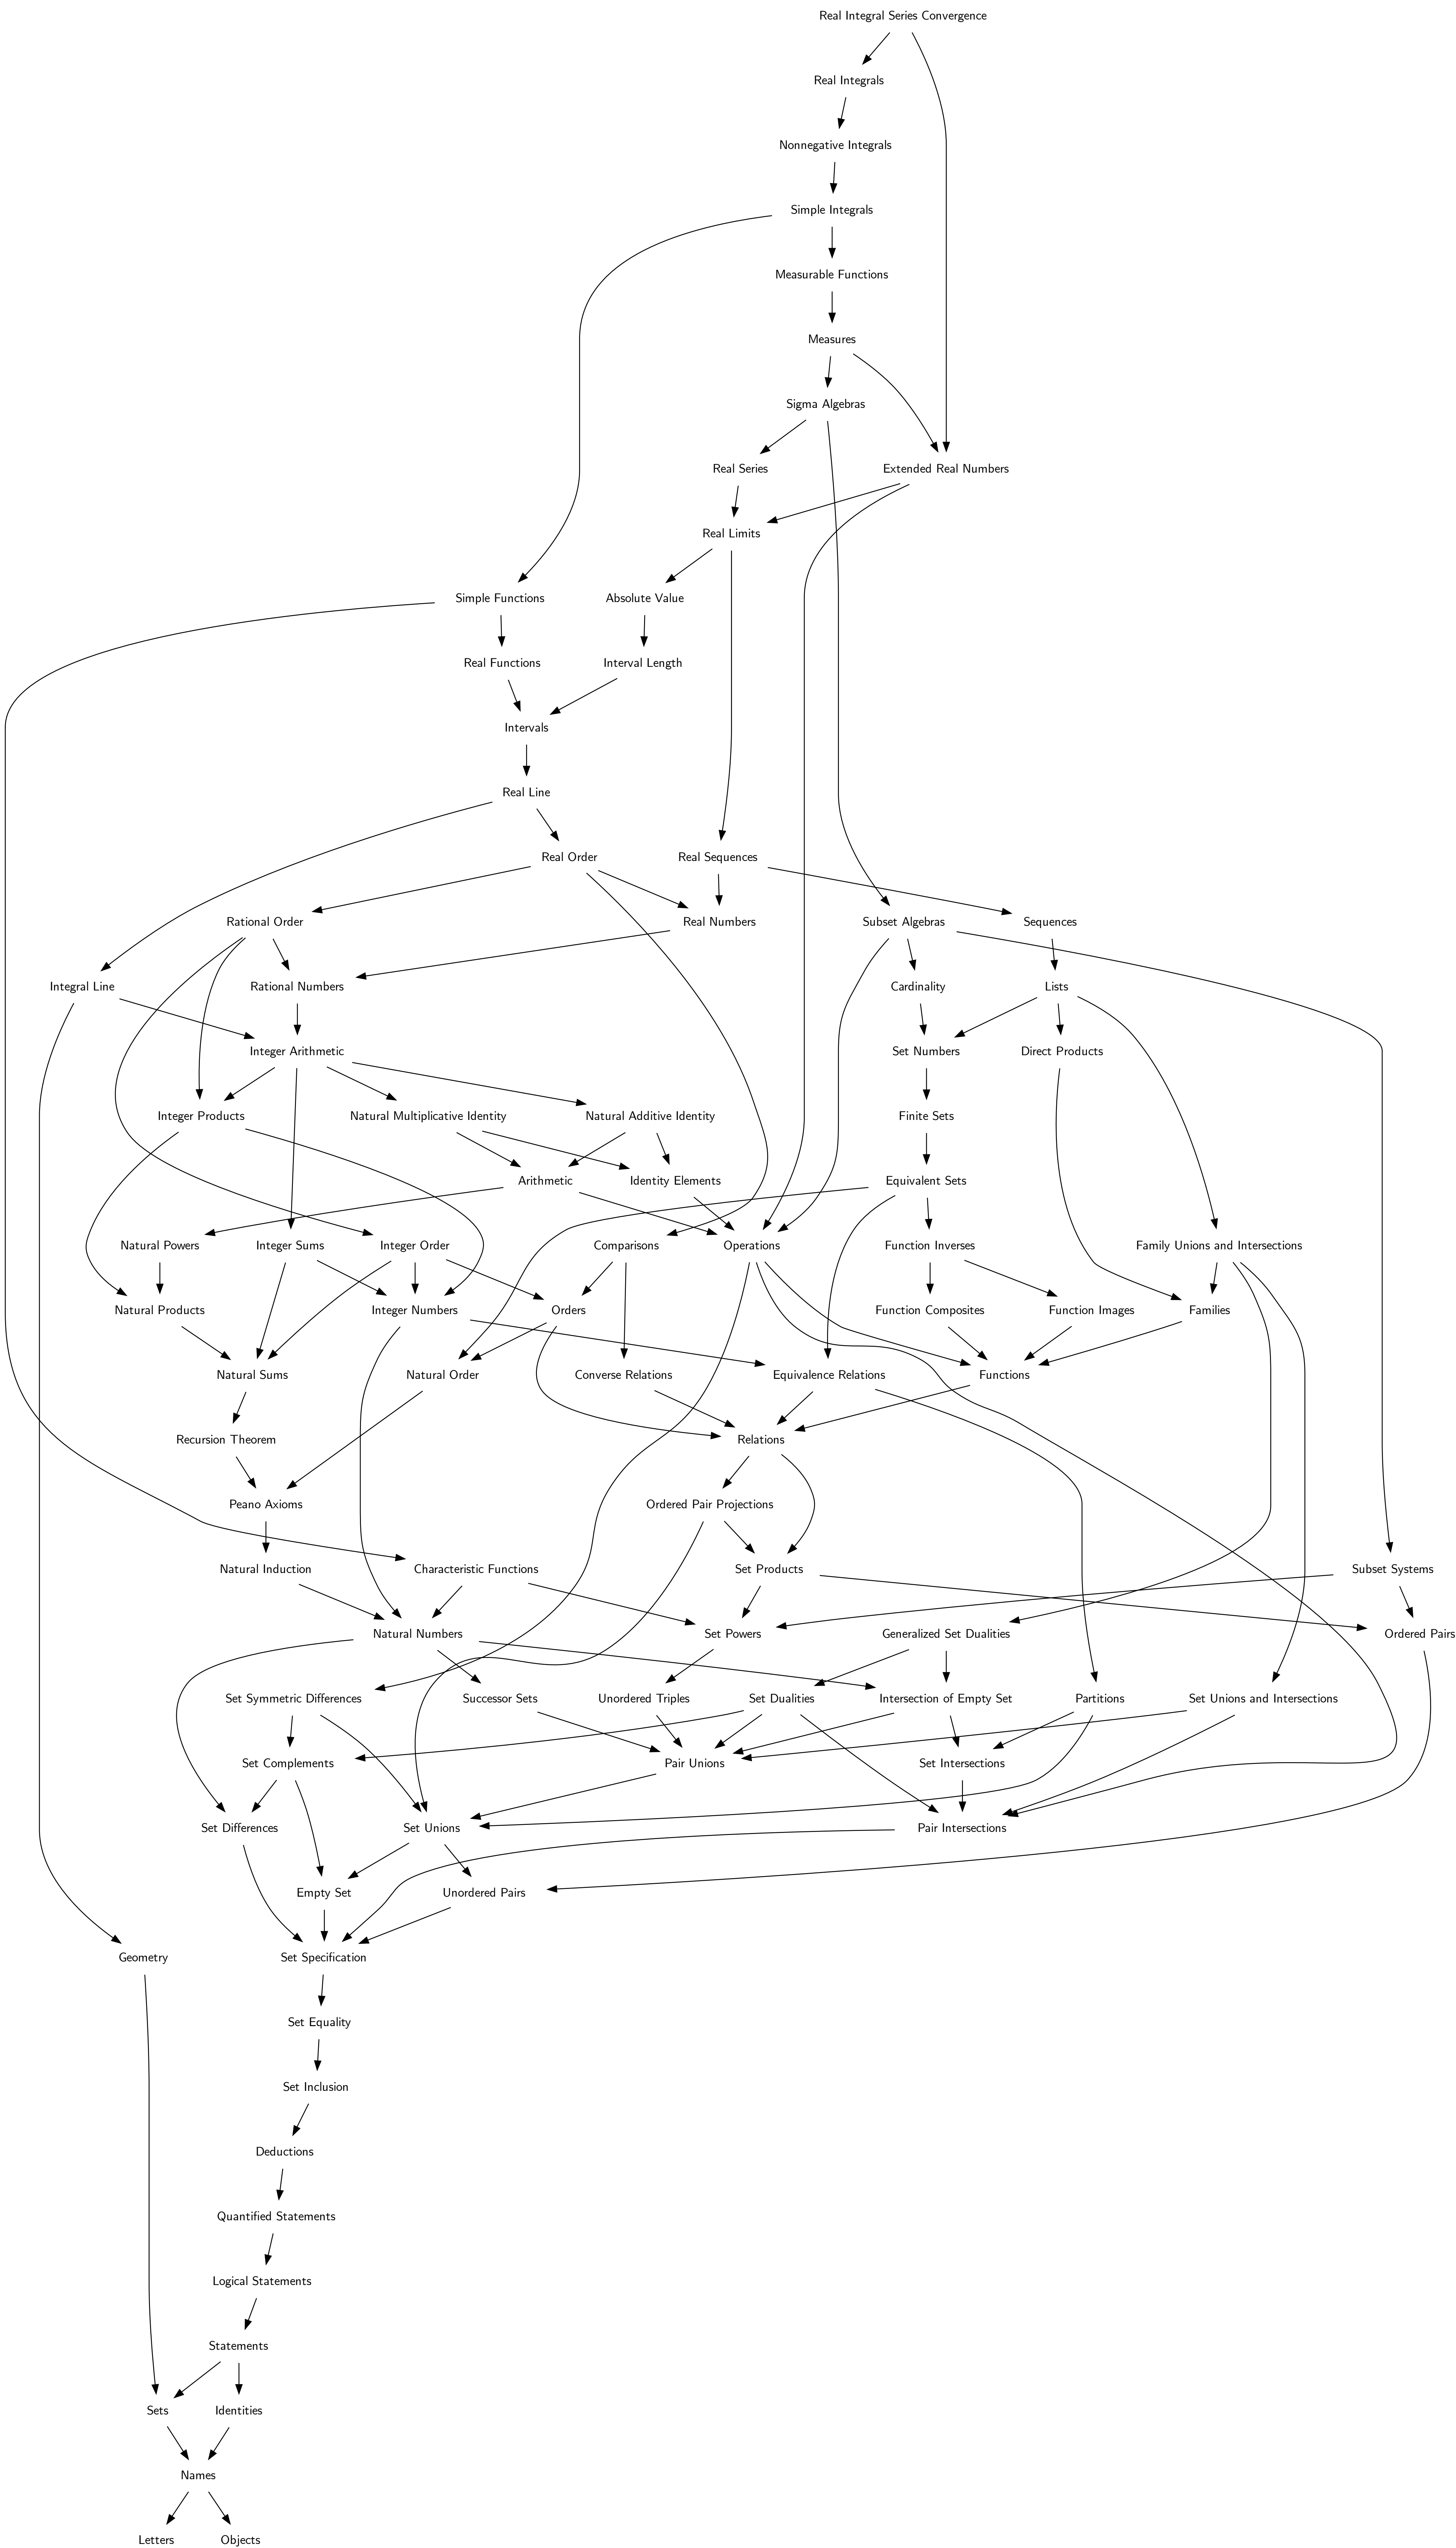 Real Integral Series Convergence
Real Integrals
Nonnegative Integrals
Simple Integrals
Measurable Functions
Measures
Sigma Algebras
Real Series
Extended Real Numbers
Real Limits
Simple Functions
Absolute Value
Real Functions
Interval Length
Intervals
Real Line
Real Order
Real Sequences
Rational Order
Real Numbers
Subset Algebras
Sequences
Integral Line
Rational Numbers
Cardinality
Lists
Integer Arithmetic
Set Numbers
Direct Products
Integer Products
Natural Multiplicative Identity
Natural Additive Identity
Finite Sets
Arithmetic
Identity Elements
Equivalent Sets
Natural Powers
Integer Sums
Integer Order
Comparisons
Operations
Function Inverses
Family Unions and Intersections
Natural Products
Integer Numbers
Orders
Function Composites
Function Images
Families
Natural Sums
Natural Order
Converse Relations
Equivalence Relations
Functions
Recursion Theorem
Relations
Peano Axioms
Ordered Pair Projections
Natural Induction
Characteristic Functions
Set Products
Subset Systems
Natural Numbers
Set Powers
Generalized Set Dualities
Ordered Pairs
Set Symmetric Differences
Successor Sets
Unordered Triples
Set Dualities
Intersection of Empty Set
Partitions
Set Unions and Intersections
Set Complements
Pair Unions
Set Intersections
Set Differences
Set Unions
Pair Intersections
Empty Set
Unordered Pairs
Geometry
Set Specification
Set Equality
Set Inclusion
Deductions
Quantified Statements
Logical Statements
Statements
Sets
Identities
Names
Letters
Objects